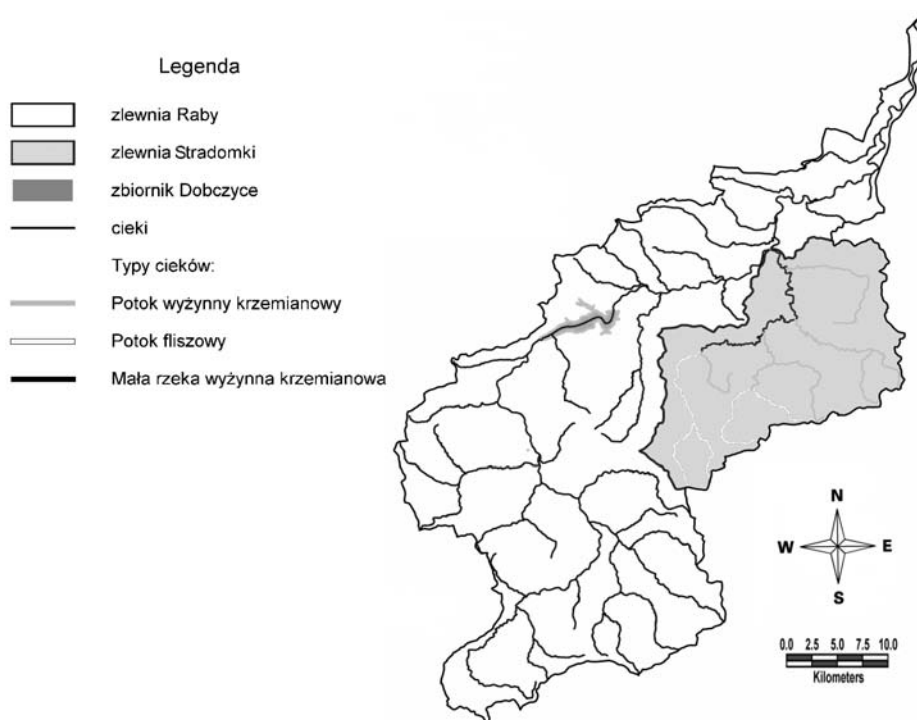 Legenda
zlewnia Raby
zlewnia Stradomki
zbiornik Dobczyce
cieki
Typy cieków:
Potok wyżynny krzemianowy
Potok fliszowy
Mała rzeka wyżynna krzemianowa
N
W E
S
0.0 2.5 5.0 7.5 10.0
Kilometers